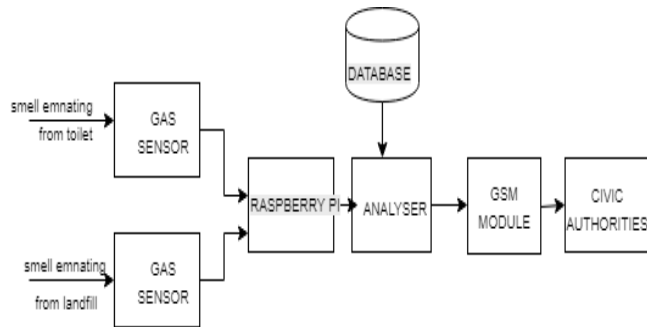 DATABASE
smell emnating
from toilet
GAS
SENSOR
RASPBERRY PI
ANALYSER
GSM
MODULE
CIVIC
AUTHORITIES
smell emnating
from landfill
GAS
SENSOR